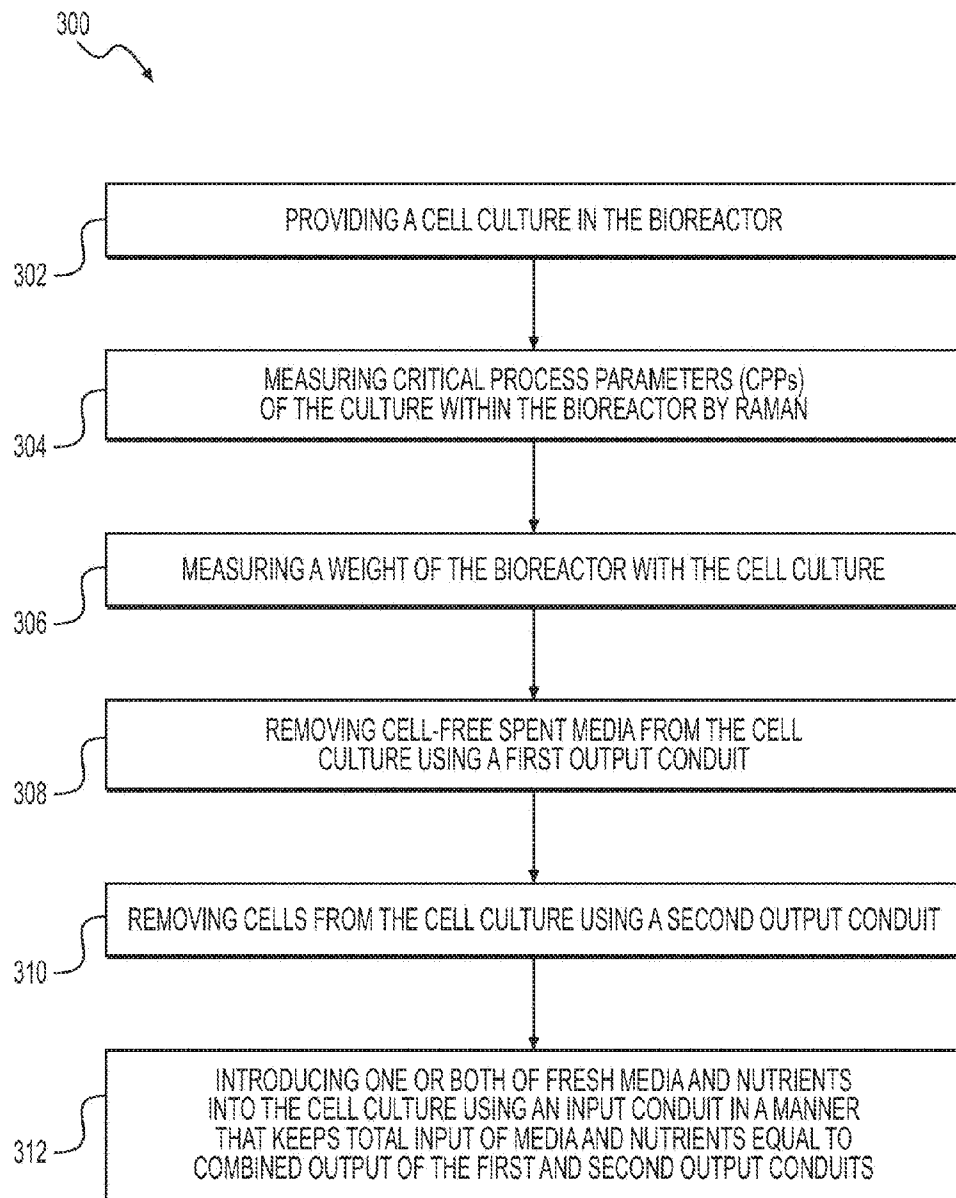 300
PROVIDING A CELL CULTURE IN THE BIOREACTOR
302
MEASURING CRITICAL PROCESS PARAMETERS (CPPs)
OF THE CULTURE WITHIN THE BIOREACTOR BY RAMAN
304
MEASURING A WEIGHT OF THE BIOREACTOR WITH THE CELL CULTURE
306
REMOVING CELL-FREE SPENT MEDIA FROM THE CELL
CULTURE USING A FIRST OUTPUT CONDUIT
308
REMOVING CELLS FROM THE CELL CULTURE USING A SECOND OUTPUT CONDUIT
310
INTRODUCING ONE OR BOTH OF FRESH MEDIA AND NUTRIENTS
INTO THE CELL CULTURE USING AN INPUT CONDUIT IN A MANNER
THAT KEEPS TOTAL INPUT OF MEDIA AND NUTRIENTS EQUAL TO
COMBINED OUTPUT OF THE FIRST AND SECOND OUTPUT CONDUITS
312